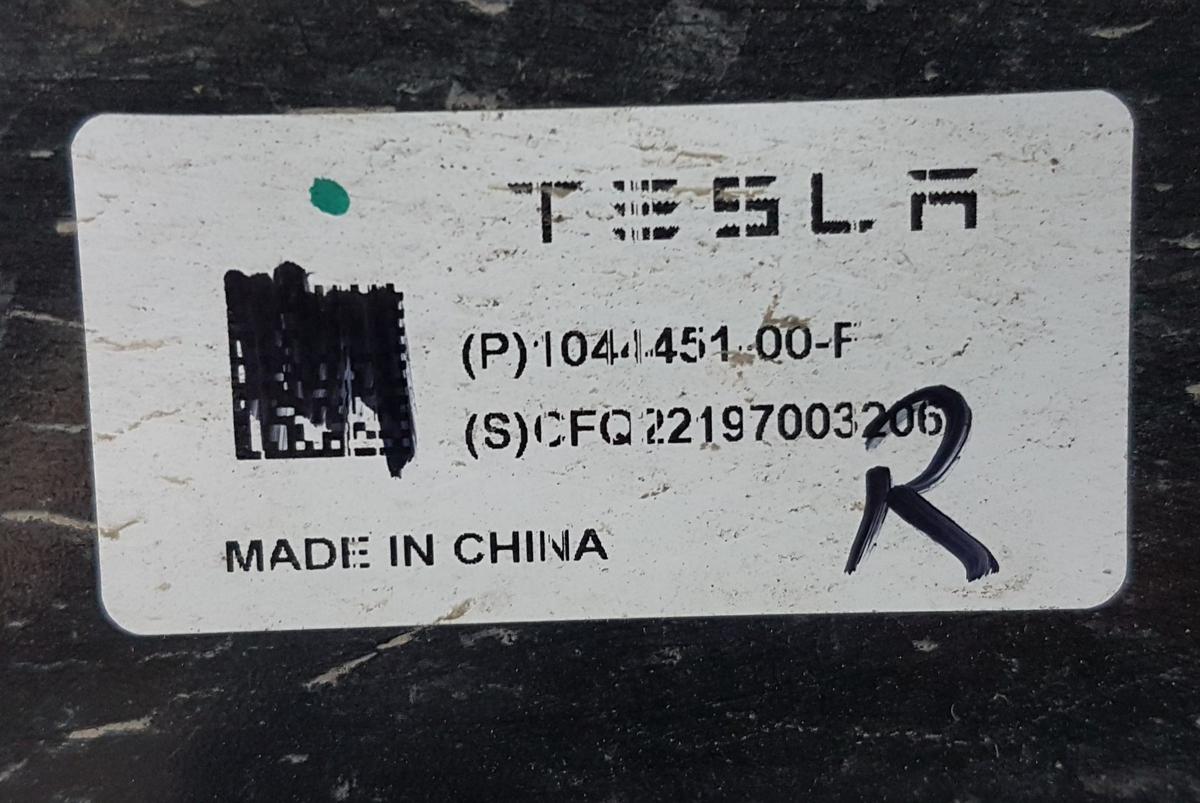 TESLA
(P)1044451-00-F
(S)CFQ22197003206
R
MADE IN CHINA